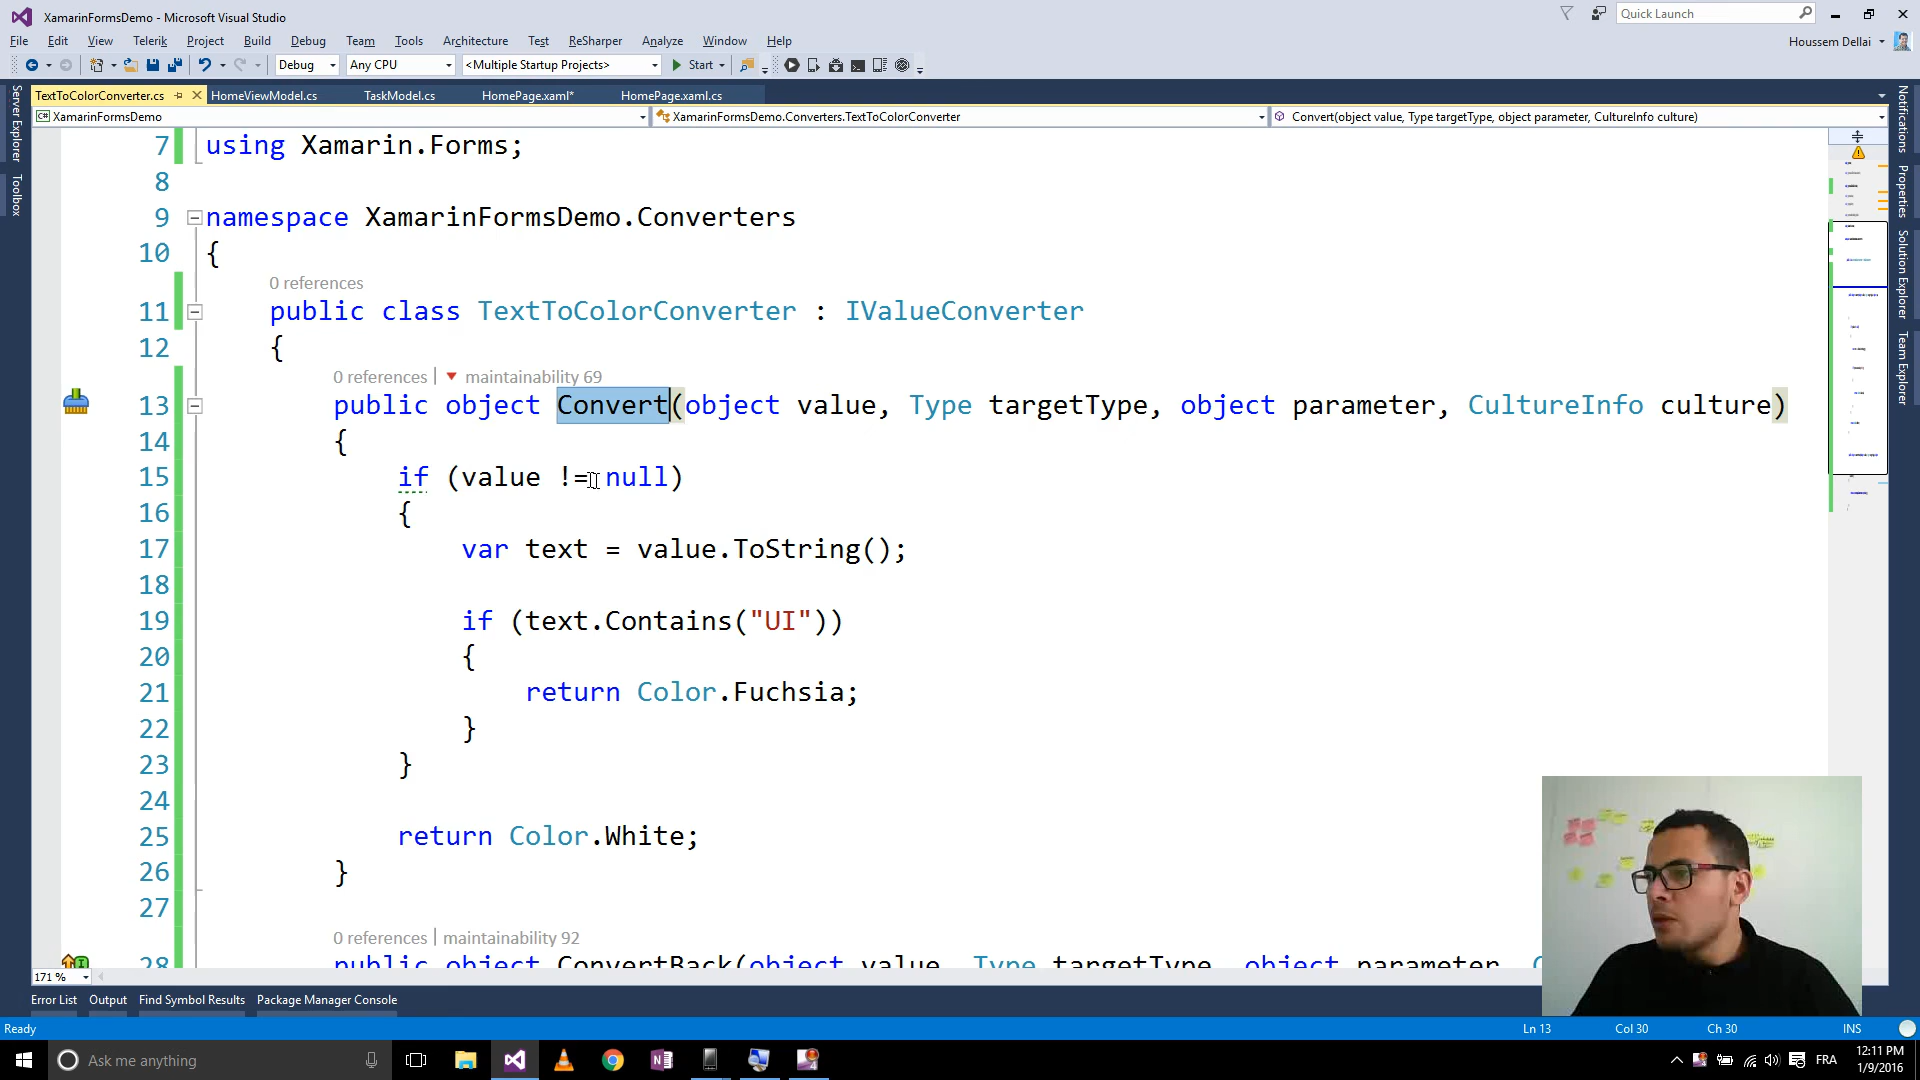 XamarinFormsDemo - Microsoft Visual Studio
Quick Launch
File Edit View Telerik Project Build Debug Team Tools Architecture Test ReSharper Analyze Window Help
Houssem Dellai
Debug Any CPU <Multiple Startup Projects> Start
TextToColorConverter.cs HomeViewModel.cs TaskModel.cs HomePage.xaml* HomePage.xaml.cs
C# XamarinFormsDemo XamarinFormsDemo.Converters.TextToColorConverter Convert(object value, Type targetType, object parameter, CultureInfo culture)
Server Explorer
Toolbox
7 using Xamarin.Forms;
8
9 namespace XamarinFormsDemo.Converters
10 {
0 references
11 public class TextToColorConverter : IValueConverter
12 {
0 references | maintainability 69
13 public object Convert(object value, Type targetType, object parameter, CultureInfo culture)
14 {
15 if (value != null)
16 {
17 var text = value.ToString();
18
19 if (text.Contains("UI"))
20 {
21 return Color.Fuchsia;
22 }
23 }
24
25 return Color.White;
26 }
27
0 references | maintainability 92
28 public object ConvertBack(object value, Type targetType, object parameter,
Notifications
Properties
Solution Explorer
Team Explorer
171 %
Error List Output Find Symbol Results Package Manager Console
Ready Ln 13 Col 30 Ch 30 INS
Ask me anything
FRA
12:11 PM
1/9/2016